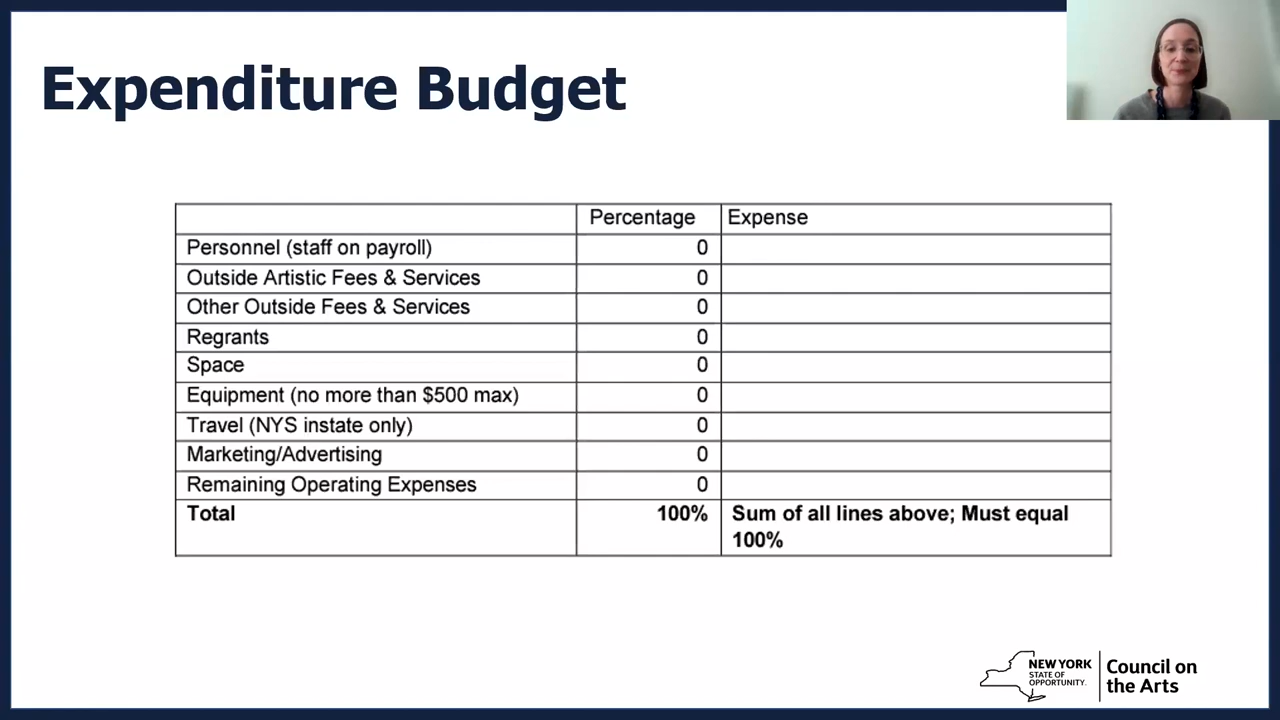 Expenditure Budget
Percentage Expense
Personnel (staff on payroll) 0
Outside Artistic Fees & Services 0
Other Outside Fees & Services 0
Regrants 0
Space 0
Equipment (no more than $500 max) 0
Travel (NYS instate only) 0
Marketing/Advertising 0
Remaining Operating Expenses 0
Total 100% Sum of all lines above; Must equal
100%
NEW YORK
STATE OF
OPPORTUNITY.
Council on
the Arts